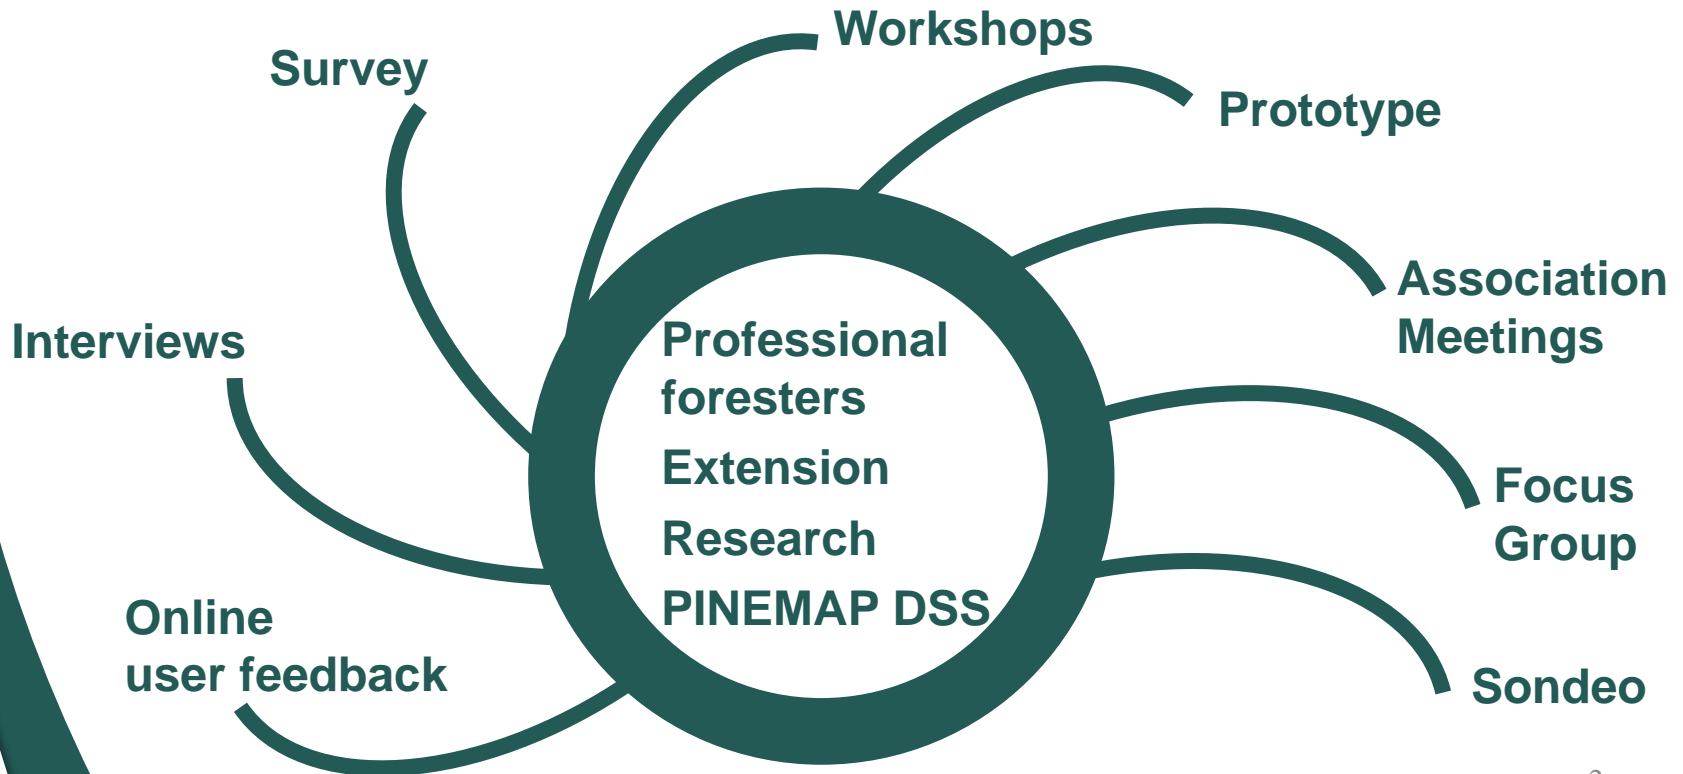 Workshops
Survey
Prototype
Association
Meetings
Interviews
Professional
foresters
Extension
Research
PINEMAP DSS
Focus
Group
Online
user feedback
Sondeo